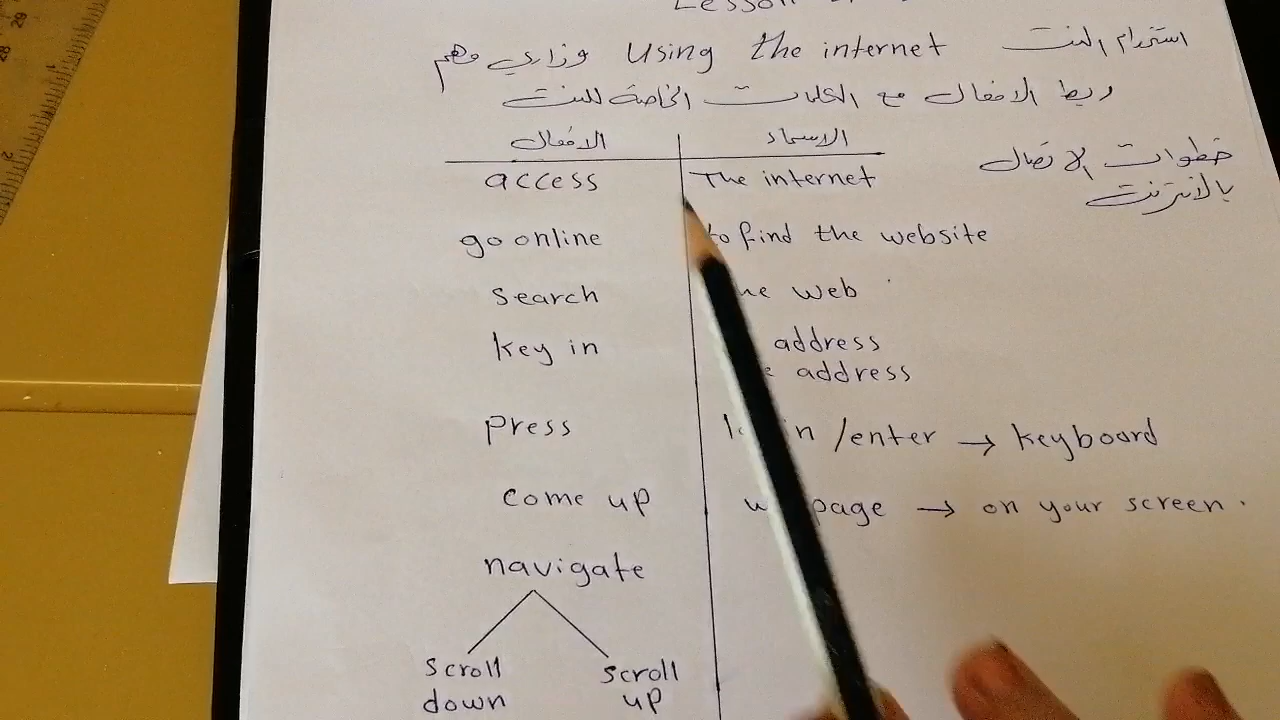 Lesson
استخدام النت Using the internet وزاري مهم
ربط الافعال مع الكلمات الخاصة للنت
الافعال الاسماء
خطوات الاتصال
بالانترنت
access The internet
go online to find the website
search web
key in address
address
press /enter → keyboard
come up page → on your screen.
navigate
scroll down scroll up